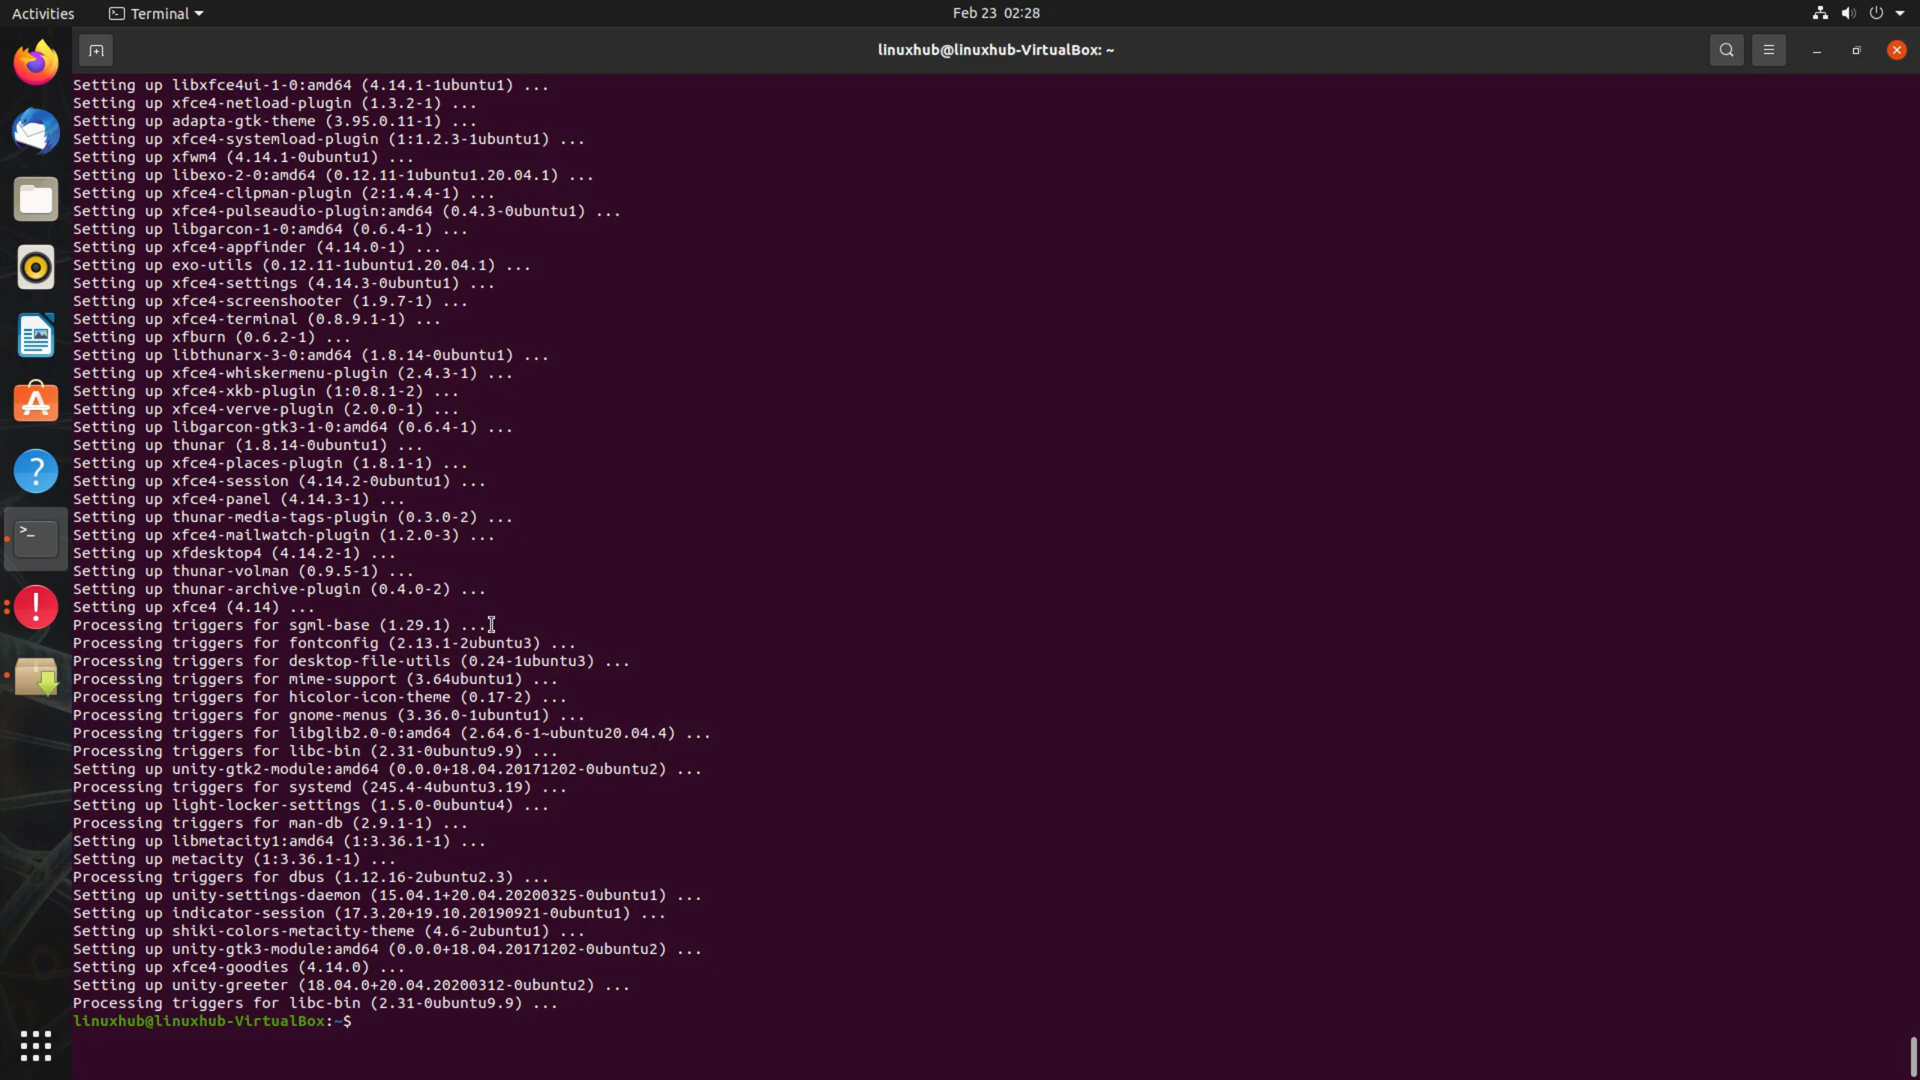 Activities Terminal Feb 23 02:28
linuxhub@linuxhub-VirtualBox: ~
Setting up libxfce4ui-1-0:amd64 (4.14.1-1ubuntu1) ...
Setting up xfce4-netload-plugin (1.3.2-1) ...
Setting up adapta-gtk-theme (3.95.0.11-1) ...
Setting up xfce4-systemload-plugin (1:1.2.3-1ubuntu1) ...
Setting up xfwm4 (4.14.1-0ubuntu1) ...
Setting up libexo-2-0:amd64 (0.12.11-1ubuntu1.20.04.1) ...
Setting up xfce4-clipman-plugin (2:1.4.4-1) ...
Setting up xfce4-pulseaudio-plugin:amd64 (0.4.3-0ubuntu1) ...
Setting up libgarcon-1-0:amd64 (0.6.4-1) ...
Setting up xfce4-appfinder (4.14.0-1) ...
Setting up exo-utils (0.12.11-1ubuntu1.20.04.1) ...
Setting up xfce4-settings (4.14.3-0ubuntu1) ...
Setting up xfce4-screenshooter (1.9.7-1) ...
Setting up xfce4-terminal (0.8.9.1-1) ...
Setting up xfburn (0.6.2-1) ...
Setting up libthunarx-3-0:amd64 (1.8.14-0ubuntu1) ...
Setting up xfce4-whiskermenu-plugin (2.4.3-1) ...
Setting up xfce4-xkb-plugin (1:0.8.1-2) ...
Setting up xfce4-verve-plugin (2.0.0-1) ...
Setting up libgarcon-gtk3-1-0:amd64 (0.6.4-1) ...
Setting up thunar (1.8.14-0ubuntu1) ...
Setting up xfce4-places-plugin (1.8.1-1) ...
Setting up xfce4-session (4.14.2-0ubuntu1) ...
Setting up xfce4-panel (4.14.3-1) ...
Setting up thunar-media-tags-plugin (0.3.0-2) ...
Setting up xfce4-mailwatch-plugin (1.2.0-3) ...
Setting up xfdesktop4 (4.14.2-1) ...
Setting up thunar-volman (0.9.5-1) ...
Setting up thunar-archive-plugin (0.4.0-2) ...
Setting up xfce4 (4.14) ...
Processing triggers for sgml-base (1.29.1) ...
Processing triggers for fontconfig (2.13.1-2ubuntu3) ...
Processing triggers for desktop-file-utils (0.24-1ubuntu3) ...
Processing triggers for mime-support (3.64ubuntu1) ...
Processing triggers for hicolor-icon-theme (0.17-2) ...
Processing triggers for gnome-menus (3.36.0-1ubuntu1) ...
Processing triggers for libglib2.0-0:amd64 (2.64.6-1~ubuntu20.04.4) ...
Processing triggers for libc-bin (2.31-0ubuntu9.9) ...
Setting up unity-gtk2-module:amd64 (0.0.0+18.04.20171202-0ubuntu2) ...
Processing triggers for systemd (245.4-4ubuntu3.19) ...
Setting up light-locker-settings (1.5.0-0ubuntu4) ...
Processing triggers for man-db (2.9.1-1) ...
Setting up libmetacity1:amd64 (1:3.36.1-1) ...
Setting up metacity (1:3.36.1-1) ...
Processing triggers for dbus (1.12.16-2ubuntu2.3) ...
Setting up unity-settings-daemon (15.04.1+20.04.20200325-0ubuntu1) ...
Setting up indicator-session (17.3.20+19.10.20190921-0ubuntu1) ...
Setting up shiki-colors-metacity-theme (4.6-2ubuntu1) ...
Setting up unity-gtk3-module:amd64 (0.0.0+18.04.20171202-0ubuntu2) ...
Setting up xfce4-goodies (4.14.0) ...
Setting up unity-greeter (18.04.0+20.04.20200312-0ubuntu2) ...
Processing triggers for libc-bin (2.31-0ubuntu9.9) ...
linuxhub@linuxhub-VirtualBox:~$